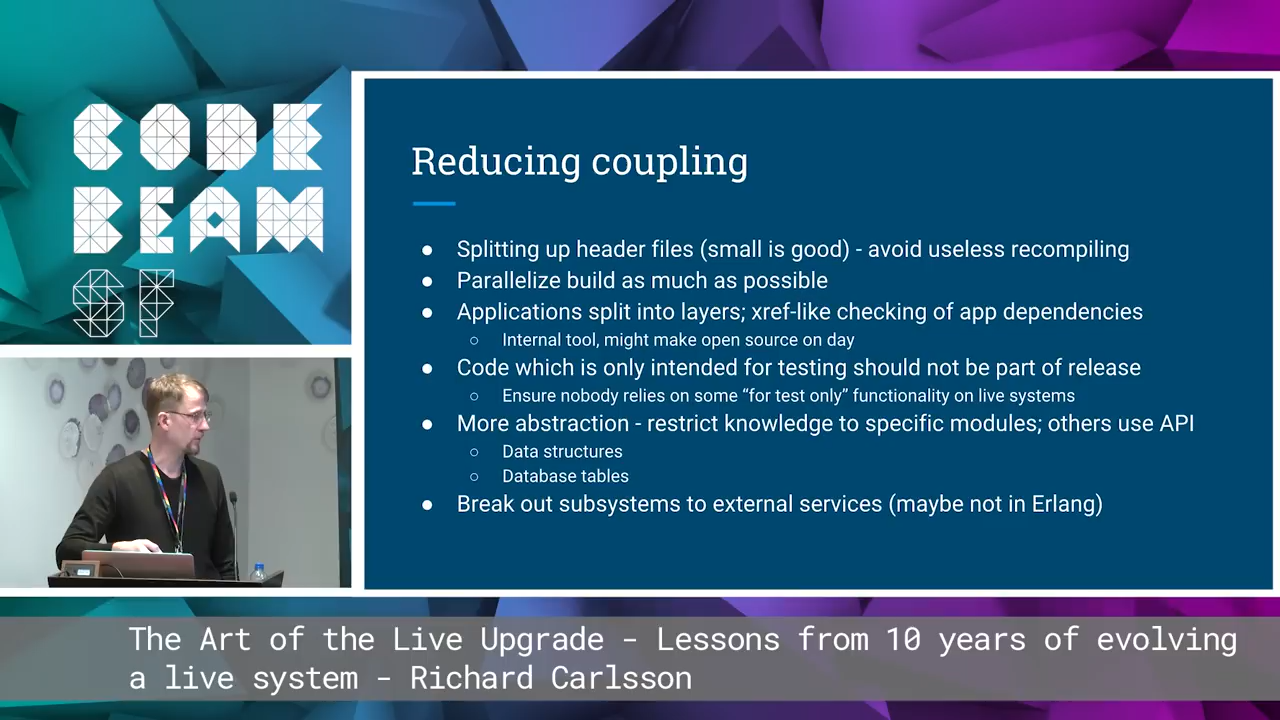 CODE
BEAM
SF
Reducing coupling
● Splitting up header files (small is good) - avoid useless recompiling
● Parallelize build as much as possible
● Applications split into layers; xref-like checking of app dependencies
○ Internal tool, might make open source on day
● Code which is only intended for testing should not be part of release
○ Ensure nobody relies on some “for test only” functionality on live systems
● More abstraction - restrict knowledge to specific modules; others use API
○ Data structures
○ Database tables
● Break out subsystems to external services (maybe not in Erlang)
The Art of the Live Upgrade - Lessons from 10 years of evolving
a live system - Richard Carlsson